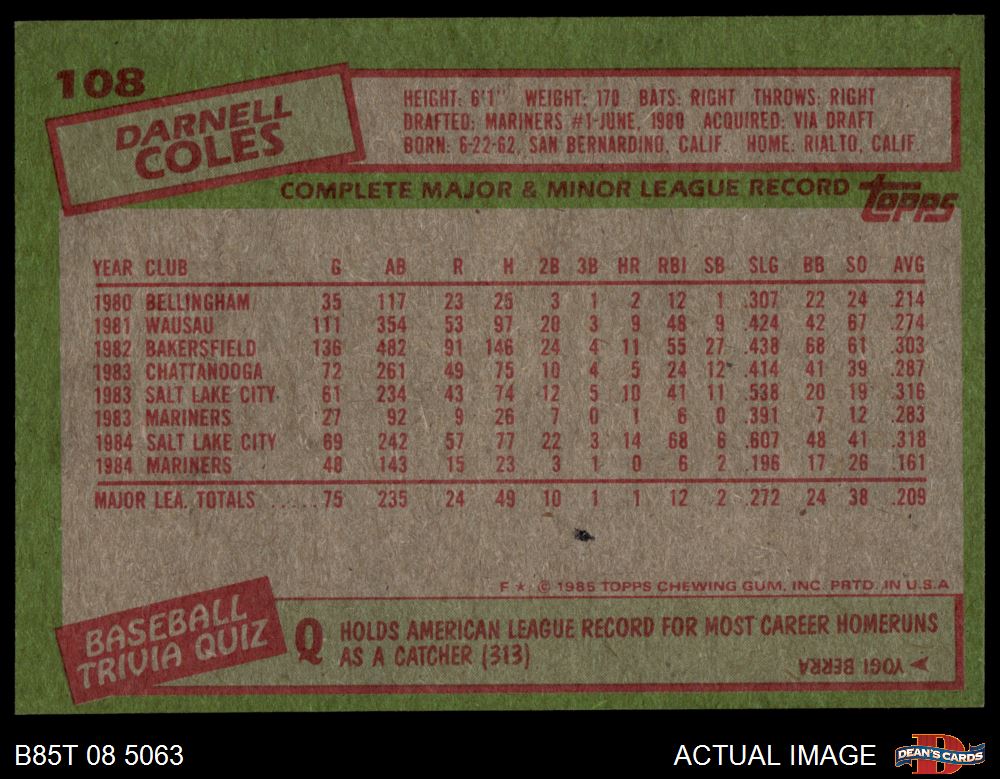 108
DARNELL
COLES
HEIGHT: 6'1" WEIGHT: 170 BATS: RIGHT THROWS: RIGHT
DRAFTED: MARINERS #1-JUNE, 1980 ACQUIRED: VIA DRAFT
BORN: 6-22-62, SAN BERNARDINO, CALIF. HOME: RIALTO, CALIF.
COMPLETE MAJOR & MINOR LEAGUE RECORD
topps
YEAR CLUB G AB R H 2B 3B HR RBI SB SLG BB SO AVG
1980 BELLINGHAM 35 117 23 25 3 1 2 12 1 .307 22 24 .214
1981 WAUSAU 111 354 53 97 20 3 9 48 9 .424 42 67 .274
1982 BAKERSFIELD 136 482 91 146 24 4 11 55 27 .438 68 61 .303
1983 CHATTANOOGA 72 261 49 75 10 4 5 24 12 .414 41 39 .287
1983 SALT LAKE CITY 61 234 43 74 12 5 10 41 11 .538 20 19 .316
1983 MARINERS 27 92 9 26 7 0 1 6 0 .391 7 12 .283
1984 SALT LAKE CITY 69 242 57 77 22 3 14 68 6 .607 48 41 .318
1984 MARINERS 48 143 15 23 3 1 0 6 2 .196 17 26 .161
MAJOR LEA. TOTALS ...... 75 235 24 49 10 1 1 12 2 .272 24 38 .209
F ★ © 1985 TOPPS CHEWING GUM, INC. PRTD. IN U.S.A
BASEBALL
TRIVIA QUIZ
Q HOLDS AMERICAN LEAGUE RECORD FOR MOST CAREER HOMERUNS
AS A CATCHER (313)
YOGI BERRA
B85T 08 5063
ACTUAL IMAGE
D
DEAN'S CARDS